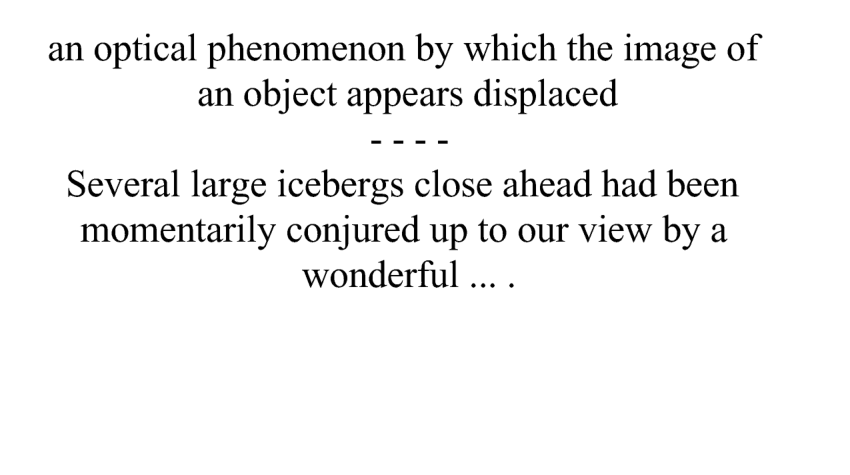 an optical phenomenon by which the image of
an object appears displaced
- - - -
Several large icebergs close ahead had been
momentarily conjured up to our view by a
wonderful ... .